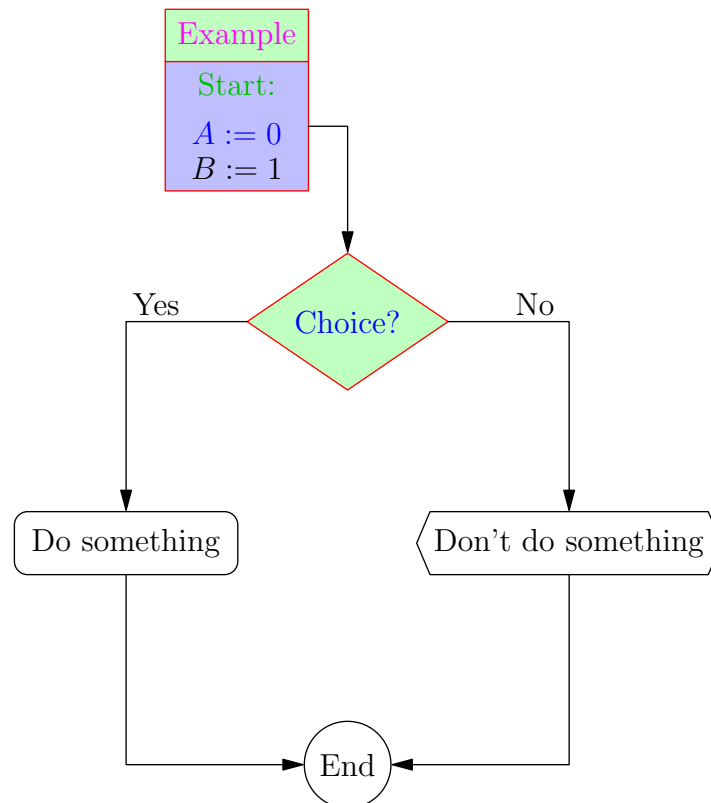 Example
Start:
A := 0
B := 1
Choice?
Yes
No
Do something
Don't do something
End